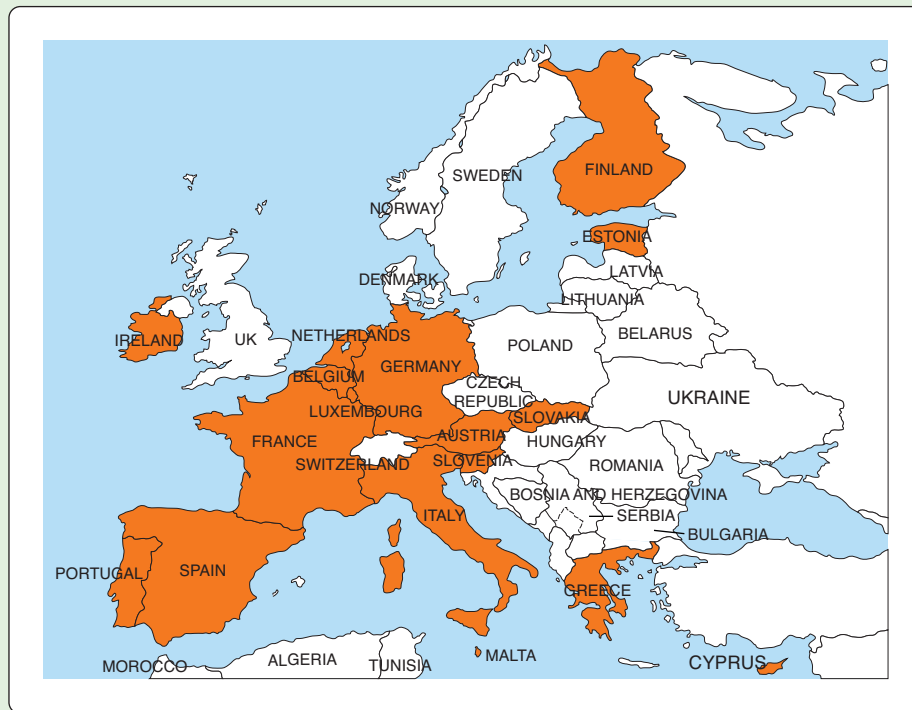 FINLAND
SWEDEN
NORWAY
ESTONIA
LATVIA
DENMARK
LITHUANIA
IRELAND
UK
NETHERLANDS
BELARUS
POLAND
GERMANY
BELGIUM
CZECH
REPUBLIC
UKRAINE
LUXEMBOURG
SLOVAKIA
AUSTRIA
FRANCE
HUNGARY
SWITZERLAND
SLOVENIA
ROMANIA
BOSNIA AND HERZEGOVINA
ITALY
SERBIA
BULGARIA
PORTUGAL
SPAIN
GREECE
MALTA
CYPRUS
MOROCCO
ALGERIA
TUNISIA